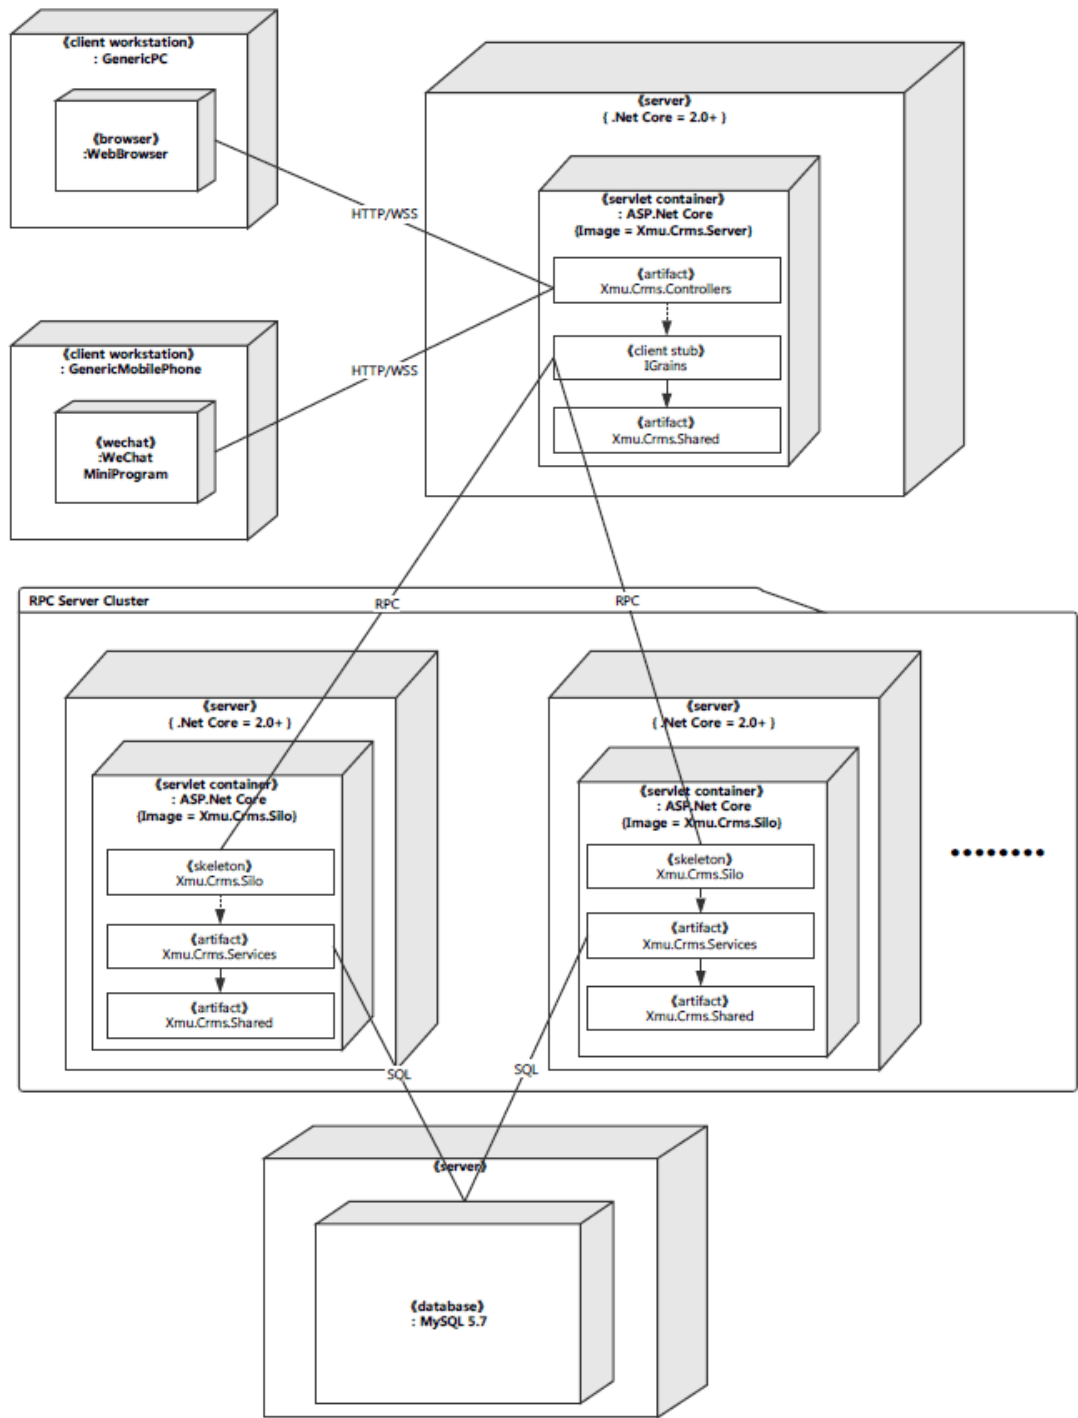 《client workstation》
: GenericPC
《browser》
:WebBrowser
HTTP/WSS
《server》
{ .Net Core = 2.0+ }
《servlet container》
: ASP.Net Core
{Image = Xmu.Crms.Server}
《artifact》
Xmu.Crms.Controllers
《client stub》
IGrains
《artifact》
Xmu.Crms.Shared
《client workstation》
: GenericMobilePhone
《wechat》
:WeChat
MiniProgram
HTTP/WSS
RPC Server Cluster
RPC
RPC
《server》
{ .Net Core = 2.0+ }
《servlet container》
: ASP.Net Core
{Image = Xmu.Crms.Silo}
《skeleton》
Xmu.Crms.Silo
《artifact》
Xmu.Crms.Services
《artifact》
Xmu.Crms.Shared
《server》
{ .Net Core = 2.0+ }
《servlet container》
: ASP.Net Core
{Image = Xmu.Crms.Silo}
《skeleton》
Xmu.Crms.Silo
《artifact》
Xmu.Crms.Services
《artifact》
Xmu.Crms.Shared
••••••••
SQL
SQL
《server》
《database》
: MySQL 5.7